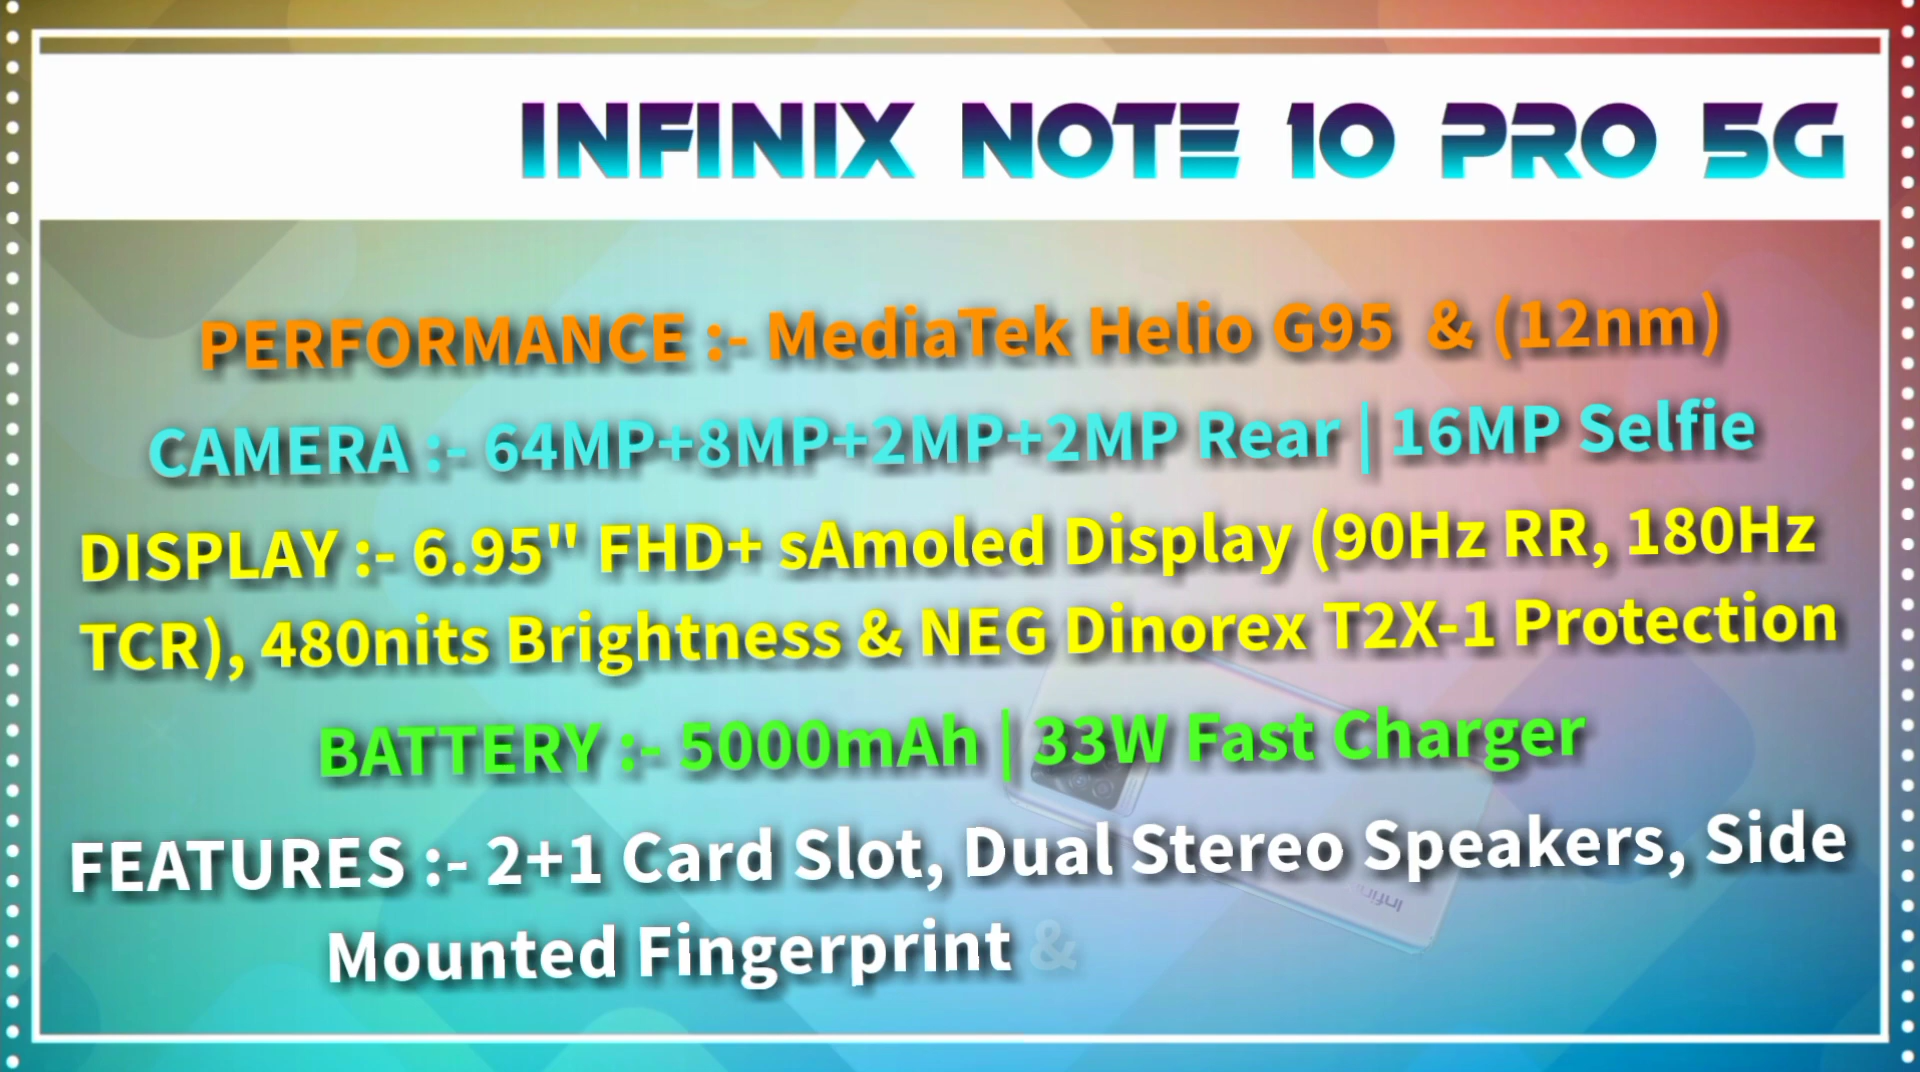 INFINIX NOTE 10 PRO 5G
PERFORMANCE :- MediaTek Helio G95 & (12nm)
CAMERA :- 64MP+8MP+2MP+2MP Rear | 16MP Selfie
DISPLAY :- 6.95" FHD+ sAmoled Display (90Hz RR, 180Hz
TCR), 480nits Brightness & NEG Dinorex T2X-1 Protection
BATTERY :- 5000mAh | 33W Fast Charger
FEATURES :- 2+1 Card Slot, Dual Stereo Speakers, Side
Mounted Fingerprint &
Infinix